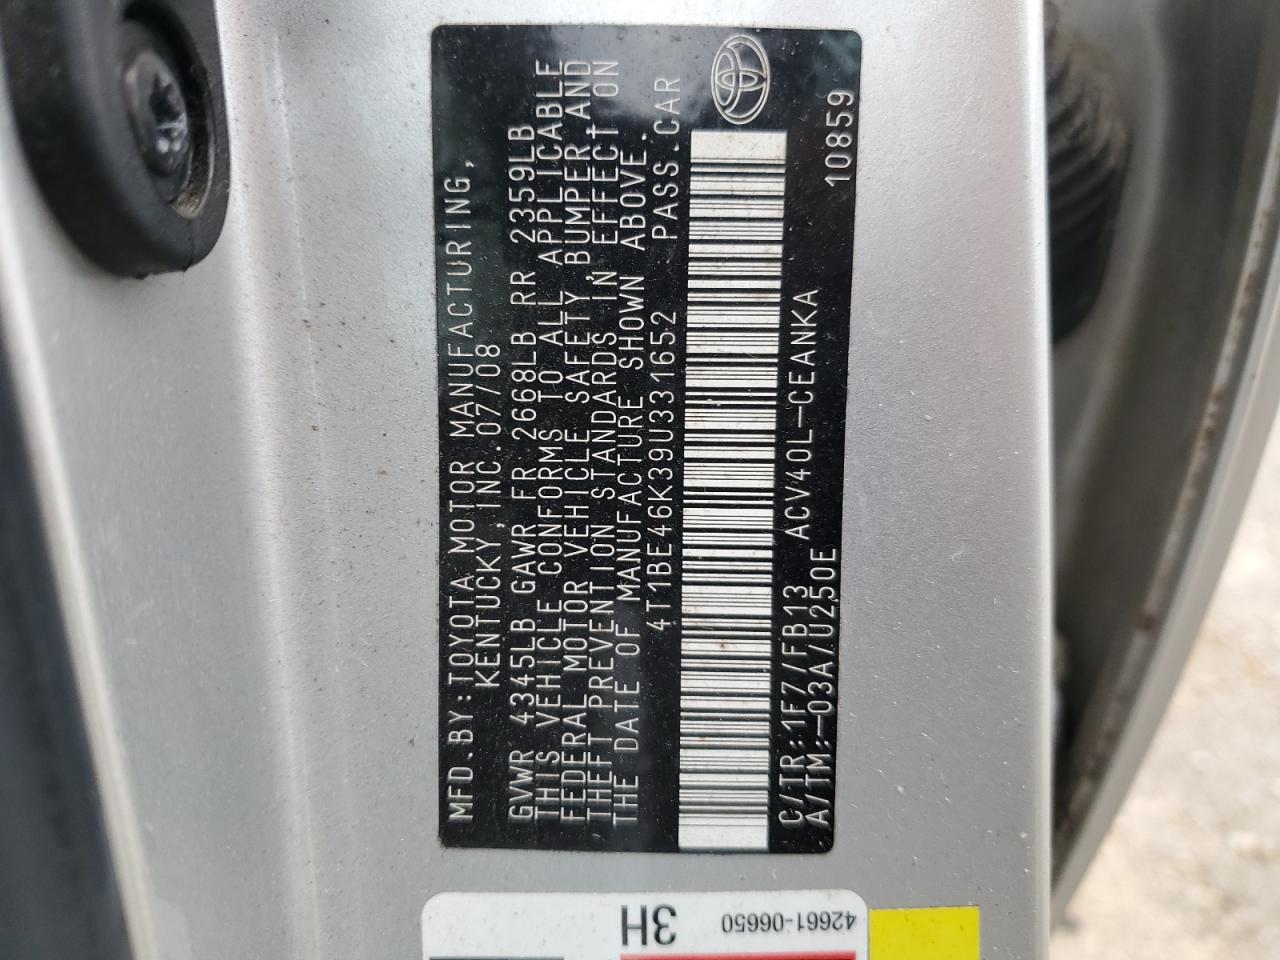 MFD.BY:TOYOTA MOTOR MANUFACTURING,
KENTUCKY,INC.07/08
GVWR 4345LB GAWR FR 2668LB RR 2359LB
THIS VEHICLE CONFORMS TO ALL APPLICABLE
FEDERAL MOTOR VEHICLE SAFETY,BUMPER,AND
THEFT PREVENTION STANDARDS IN EFFECT ON
THE DATE OF MANUFACTURE SHOWN ABOVE.
4T1BE46K39U331652 PASS.CAR
C/TR:1F7/FB13 ACV40L-CEANKA
A/TM:-03A/U250E
10859
3H
42661-06650